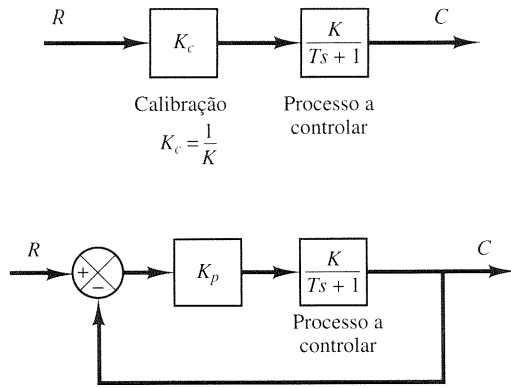 R
K_c
K
Ts + 1
C
Calibração
K_c = 1/K
Processo a
controlar
R
+
−
K_p
K
Ts + 1
C
Processo a
controlar